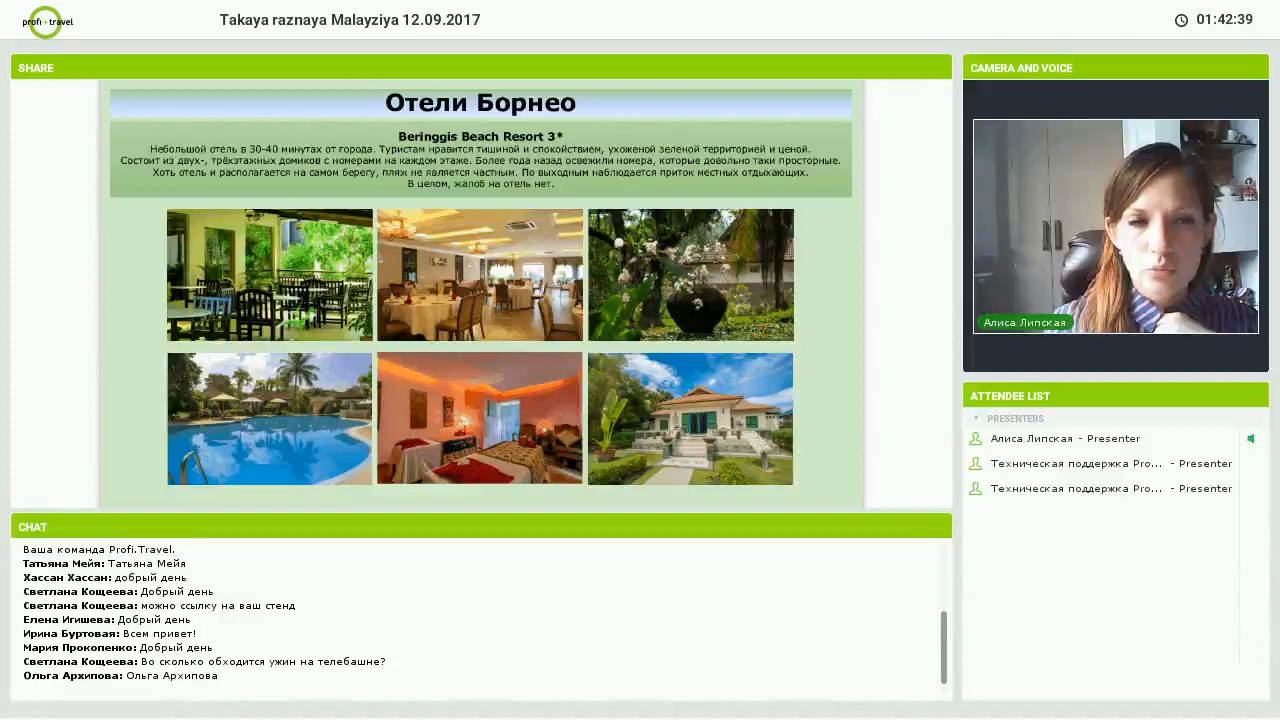 profi travel
Takaya raznaya Malayziya 12.09.2017
01:42:39
SHARE
Отели Борнео
Beringgis Beach Resort 3*
Небольшой отель в 30-40 минутах от города. Туристам нравится тишиной и спокойствием, ухоженой зеленой территорией и ценой.
Состоит из двух-, трёхэтажных домиков с номерами на каждом этаже. Более года назад освежили номера, которые довольно таки просторные.
Хоть отель и располагается на самом берегу, пляж не является частным. По выходным наблюдается приток местных отдыхающих.
В целом, жалоб на отель нет.
CAMERA AND VOICE
Алиса Липская
ATTENDEE LIST
PRESENTERS
Алиса Липская - Presenter
Техническая поддержка Pro... - Presenter
Техническая поддержка Pro... - Presenter
CHAT
Ваша команда Profi.Travel.
Татьяна Мейя: Татьяна Мейя
Хассан Хассан: добрый день
Светлана Кощеева: Добрый день
Светлана Кощеева: можно ссылку на ваш стенд
Елена Игишева: Добрый день
Ирина Буртовая: Всем привет!
Мария Прокопенко: Добрый день
Светлана Кощеева: Во сколько обходится ужин на телебашне?
Ольга Архипова: Ольга Архипова